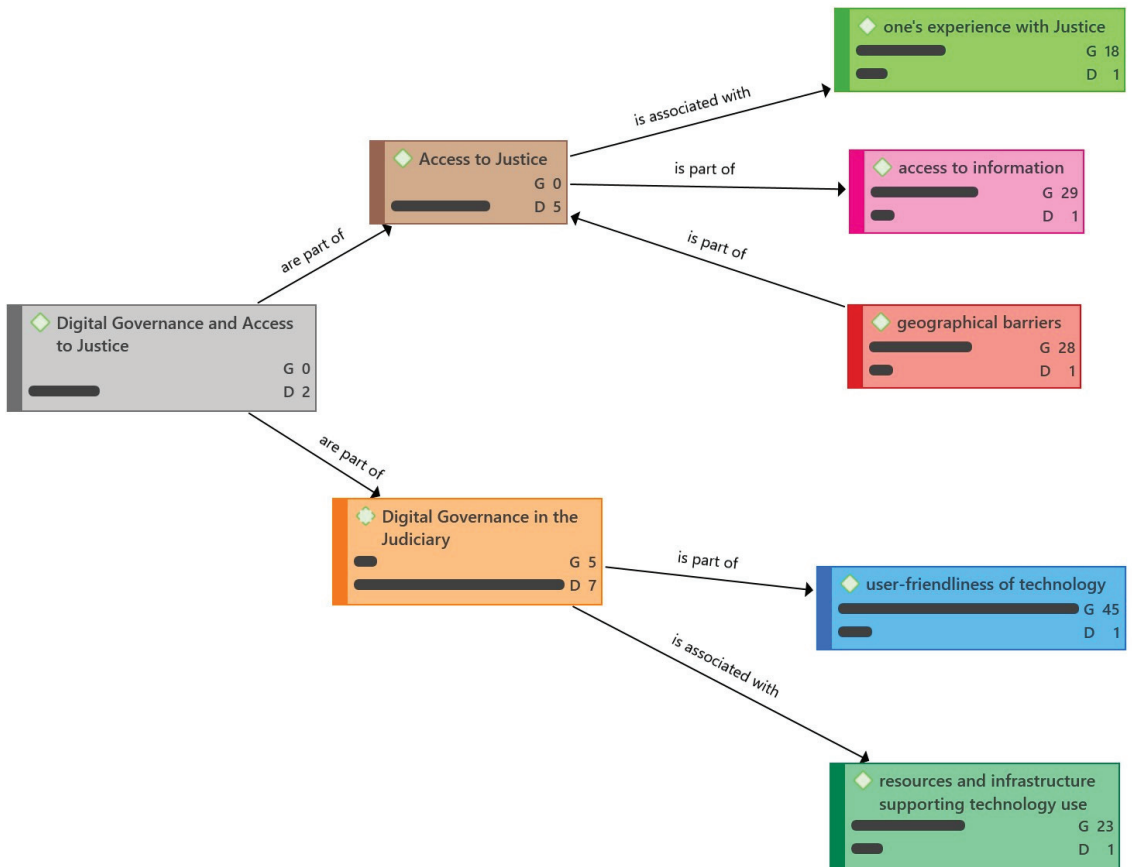 one's experience with Justice
G 18
D 1
is associated with
Access to Justice
G 0
D 5
is part of
access to information
G 29
D 1
are part of
is part of
geographical barriers
G 28
D 1
Digital Governance and Access
to Justice
G 0
D 2
are part of
Digital Governance in the
Judiciary
G 5
D 7
is part of
user-friendliness of technology
G 45
D 1
is associated with
resources and infrastructure
supporting technology use
G 23
D 1